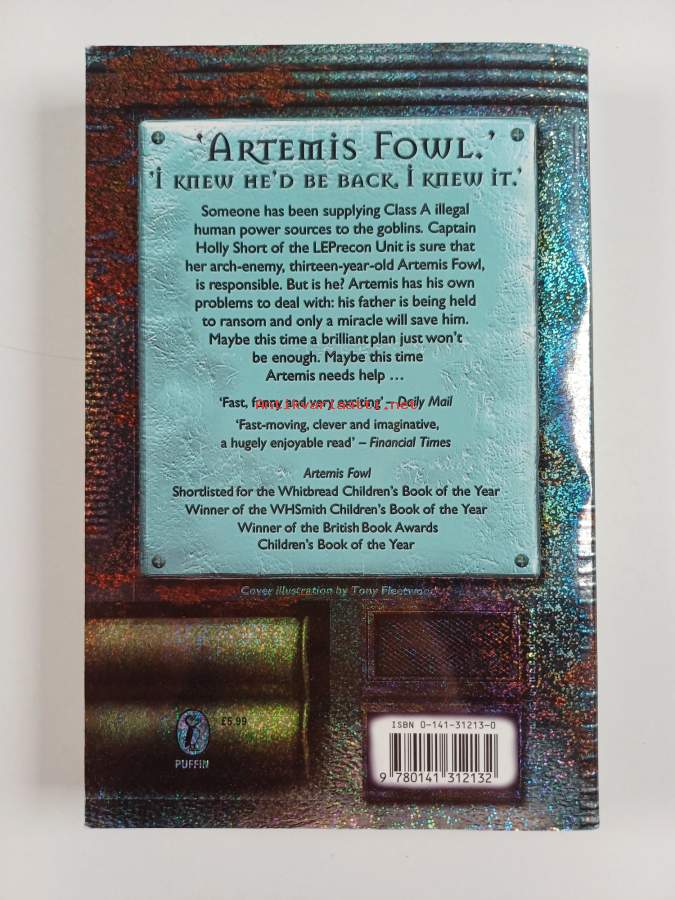 'ARTEMIS FOWL.'
'I KNEW HE'D BE BACK, I KNEW IT.'
Someone has been supplying Class A illegal
human power sources to the goblins. Captain
Holly Short of the LEPrecon Unit is sure that
her arch-enemy, thirteen-year-old Artemis Fowl,
is responsible. But is he? Artemis has his own
problems to deal with: his father is being held
to ransom and only a miracle will save him.
Maybe this time a brilliant plan just won't
be enough. Maybe this time
Artemis needs help ...
'Fast, funny and very exciting' – Daily Mail
Antikvariaatti.net
'Fast-moving, clever and imaginative,
a hugely enjoyable read' – Financial Times
Artemis Fowl
Shortlisted for the Whitbread Children's Book of the Year
Winner of the WHSmith Children's Book of the Year
Winner of the British Book Awards
Children's Book of the Year
Cover illustration by Tony Fleetwood
£5.99
PUFFIN
ISBN 0-141-31213-0
9 780141 312132